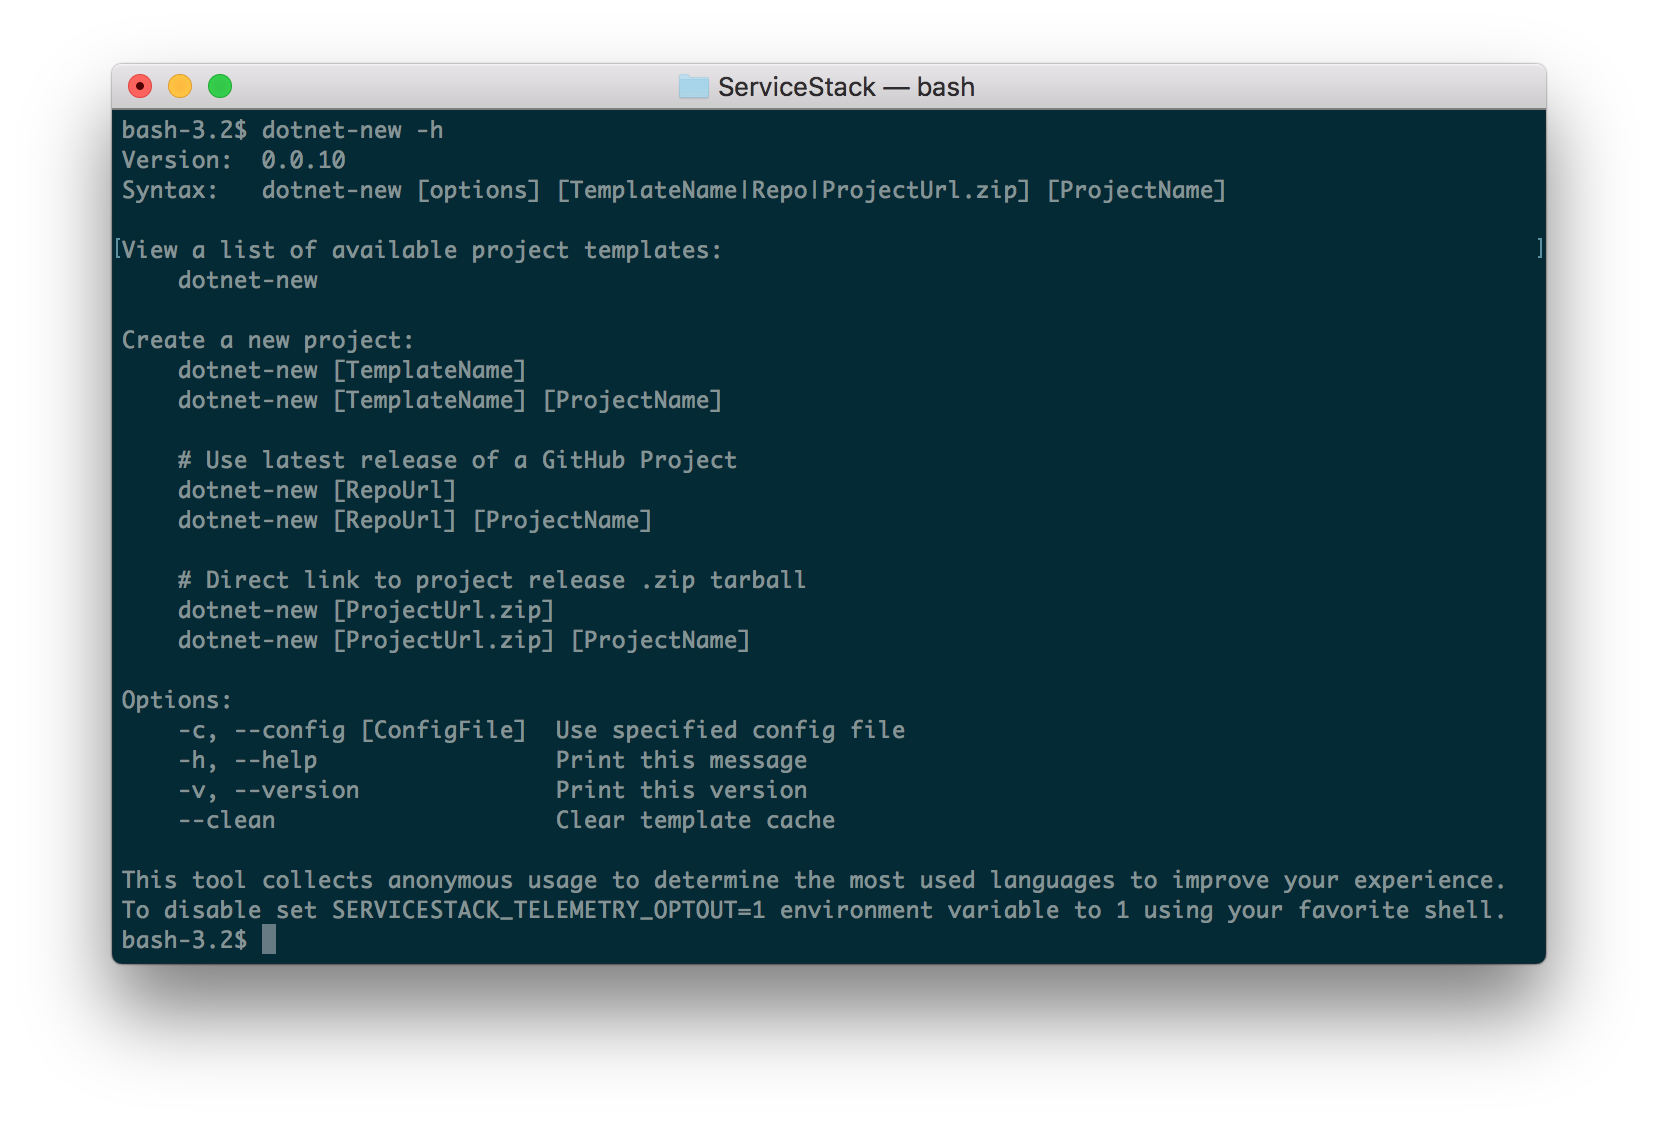 ServiceStack — bash
bash-3.2$ dotnet-new -h
Version:  0.0.10
Syntax:   dotnet-new [options] [TemplateName|Repo|ProjectUrl.zip] [ProjectName]
[View a list of available project templates: ]
    dotnet-new
Create a new project:
    dotnet-new [TemplateName]
    dotnet-new [TemplateName] [ProjectName]
    # Use latest release of a GitHub Project
    dotnet-new [RepoUrl]
    dotnet-new [RepoUrl] [ProjectName]
    # Direct link to project release .zip tarball
    dotnet-new [ProjectUrl.zip]
    dotnet-new [ProjectUrl.zip] [ProjectName]
Options:
    -c, --config [ConfigFile]  Use specified config file
    -h, --help                 Print this message
    -v, --version              Print this version
    --clean                    Clear template cache
This tool collects anonymous usage to determine the most used languages to improve your experience.
To disable set SERVICESTACK_TELEMETRY_OPTOUT=1 environment variable to 1 using your favorite shell.
bash-3.2$